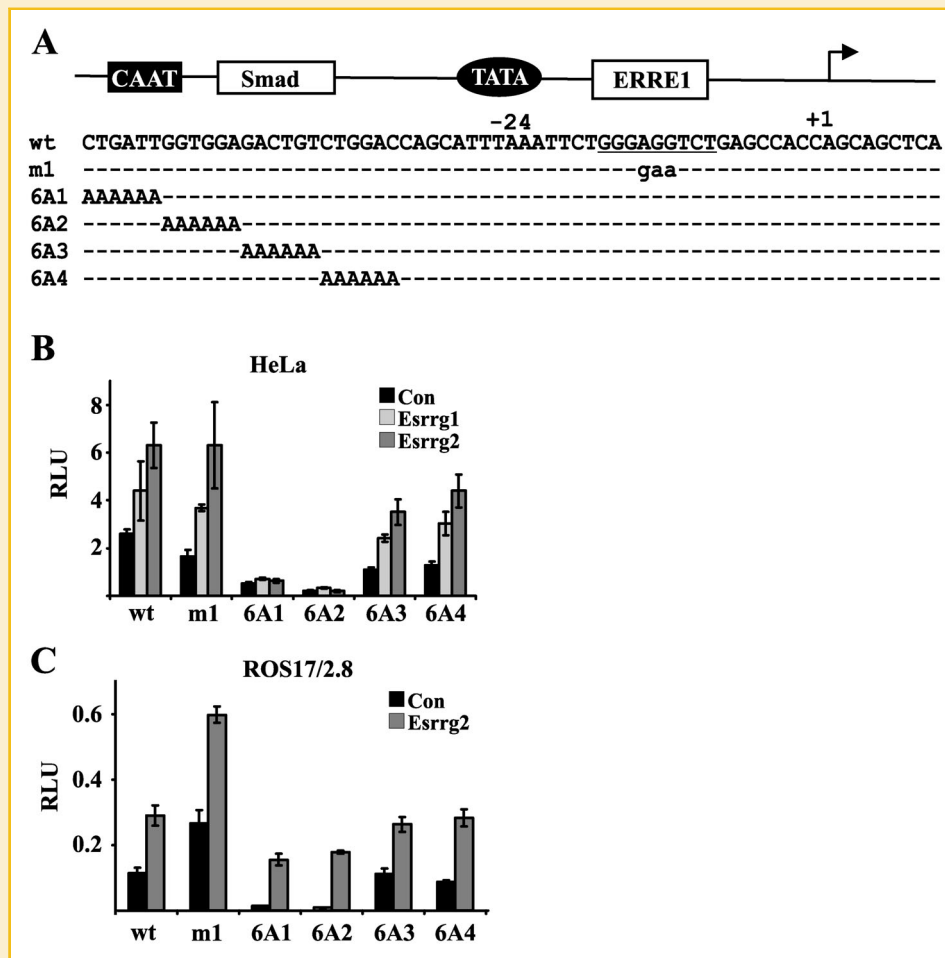 A
CAAT Smad TATA ERRE1
-24 +1
wt CTGATTGGTGGAGACTGTCTGGACCAGCATTTAAATTCTGGGAGGTCTGAGCCACCAGCAGCTCA
m1 ------------------------------------------gaa--------------------
6A1 AAAAAA-----------------------------------------------------------
6A2 ------AAAAAA-----------------------------------------------------
6A3 ------------AAAAAA-----------------------------------------------
6A4 ------------------AAAAAA-----------------------------------------
B
HeLa
Con
Esrrg1
Esrrg2
RLU
8
6
4
2
wt m1 6A1 6A2 6A3 6A4
C
ROS17/2.8
Con
Esrrg2
RLU
0.6
0.4
0.2
wt m1 6A1 6A2 6A3 6A4